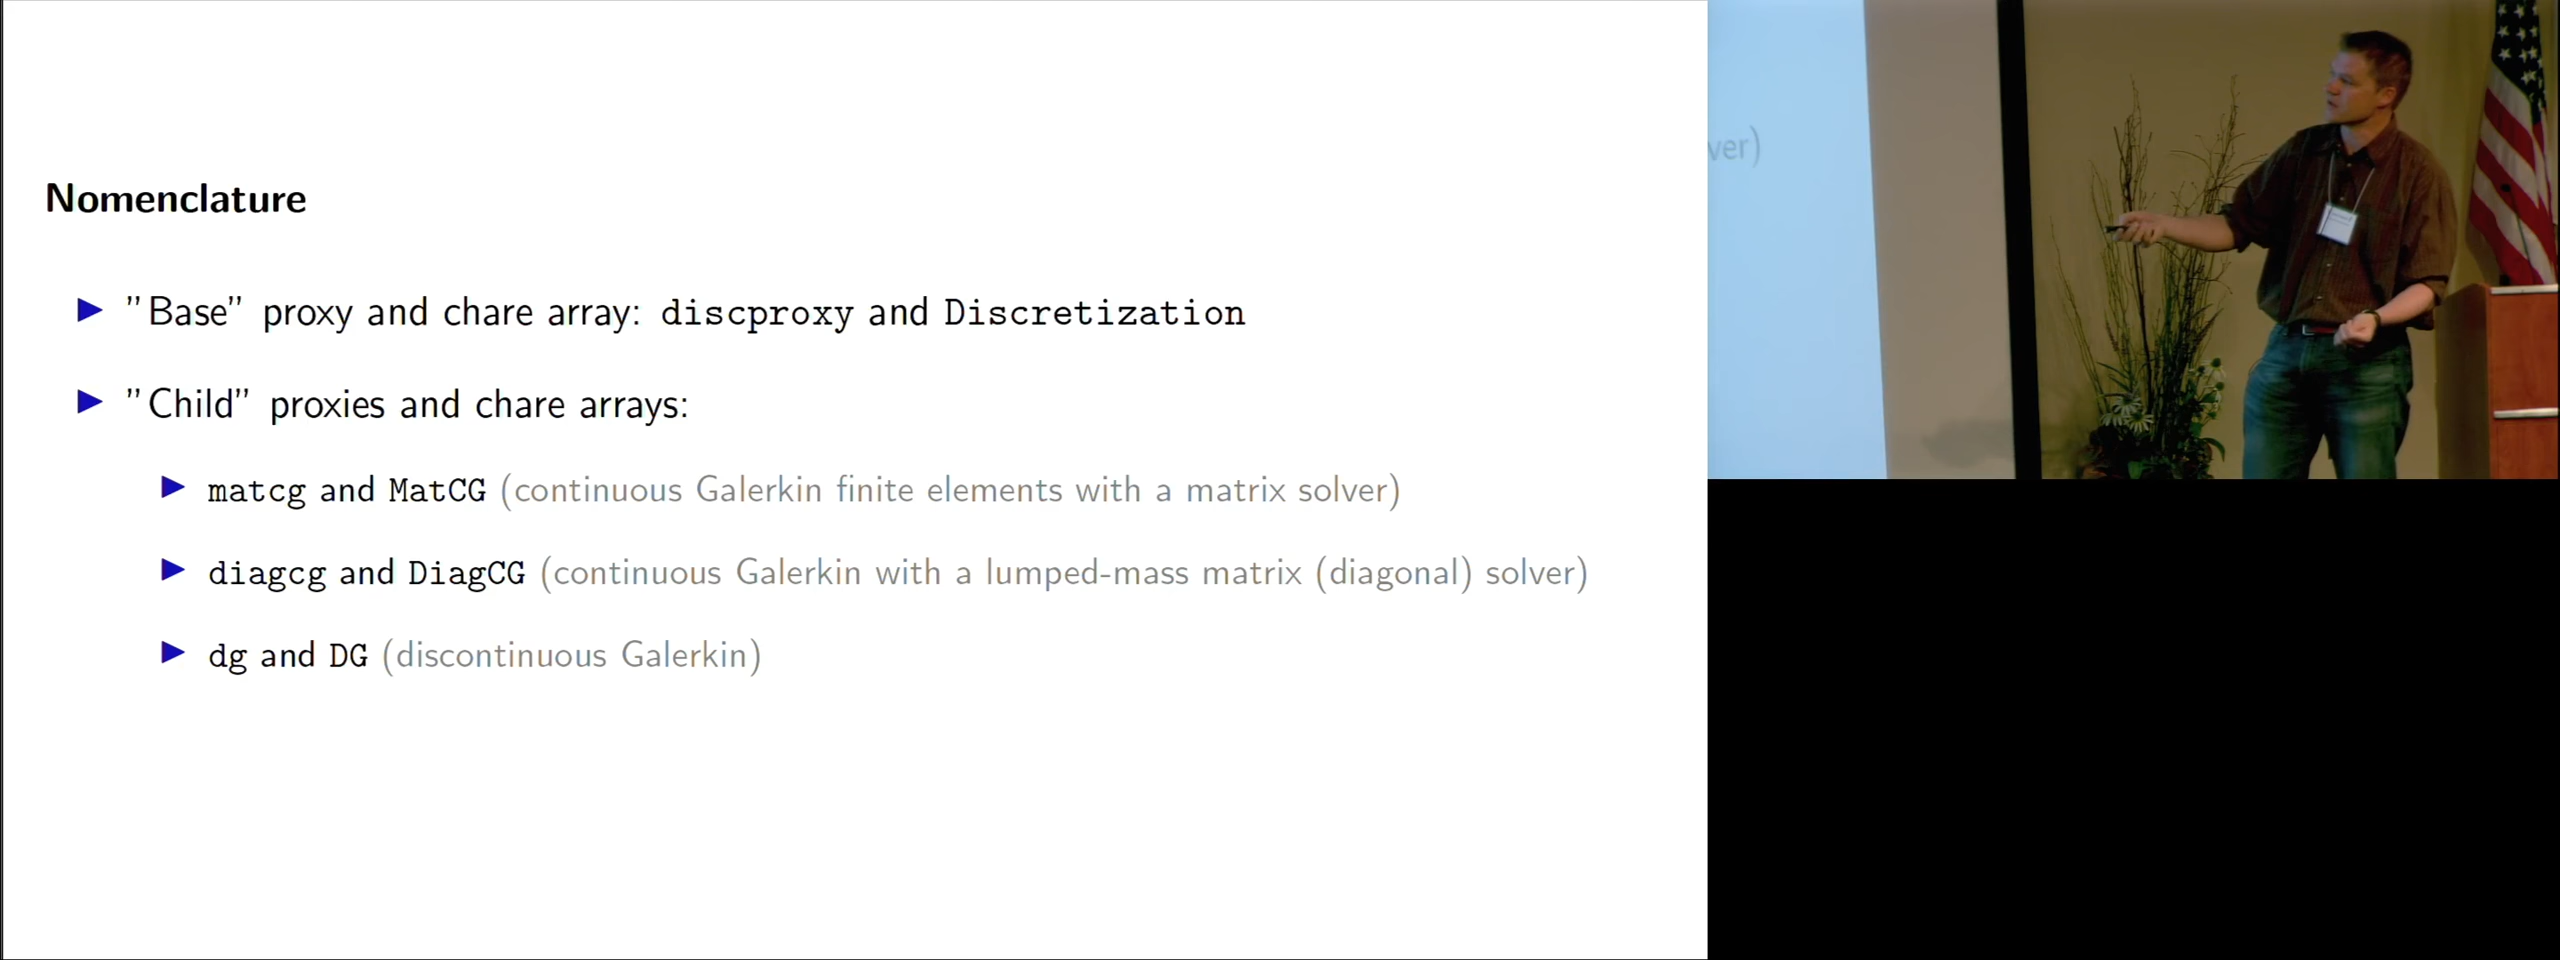 Nomenclature
"Base" proxy and chare array: discproxy and Discretization
"Child" proxies and chare arrays:
matcg and MatCG (continuous Galerkin finite elements with a matrix solver)
diagcg and DiagCG (continuous Galerkin with a lumped-mass matrix (diagonal) solver)
dg and DG (discontinuous Galerkin)
ver)